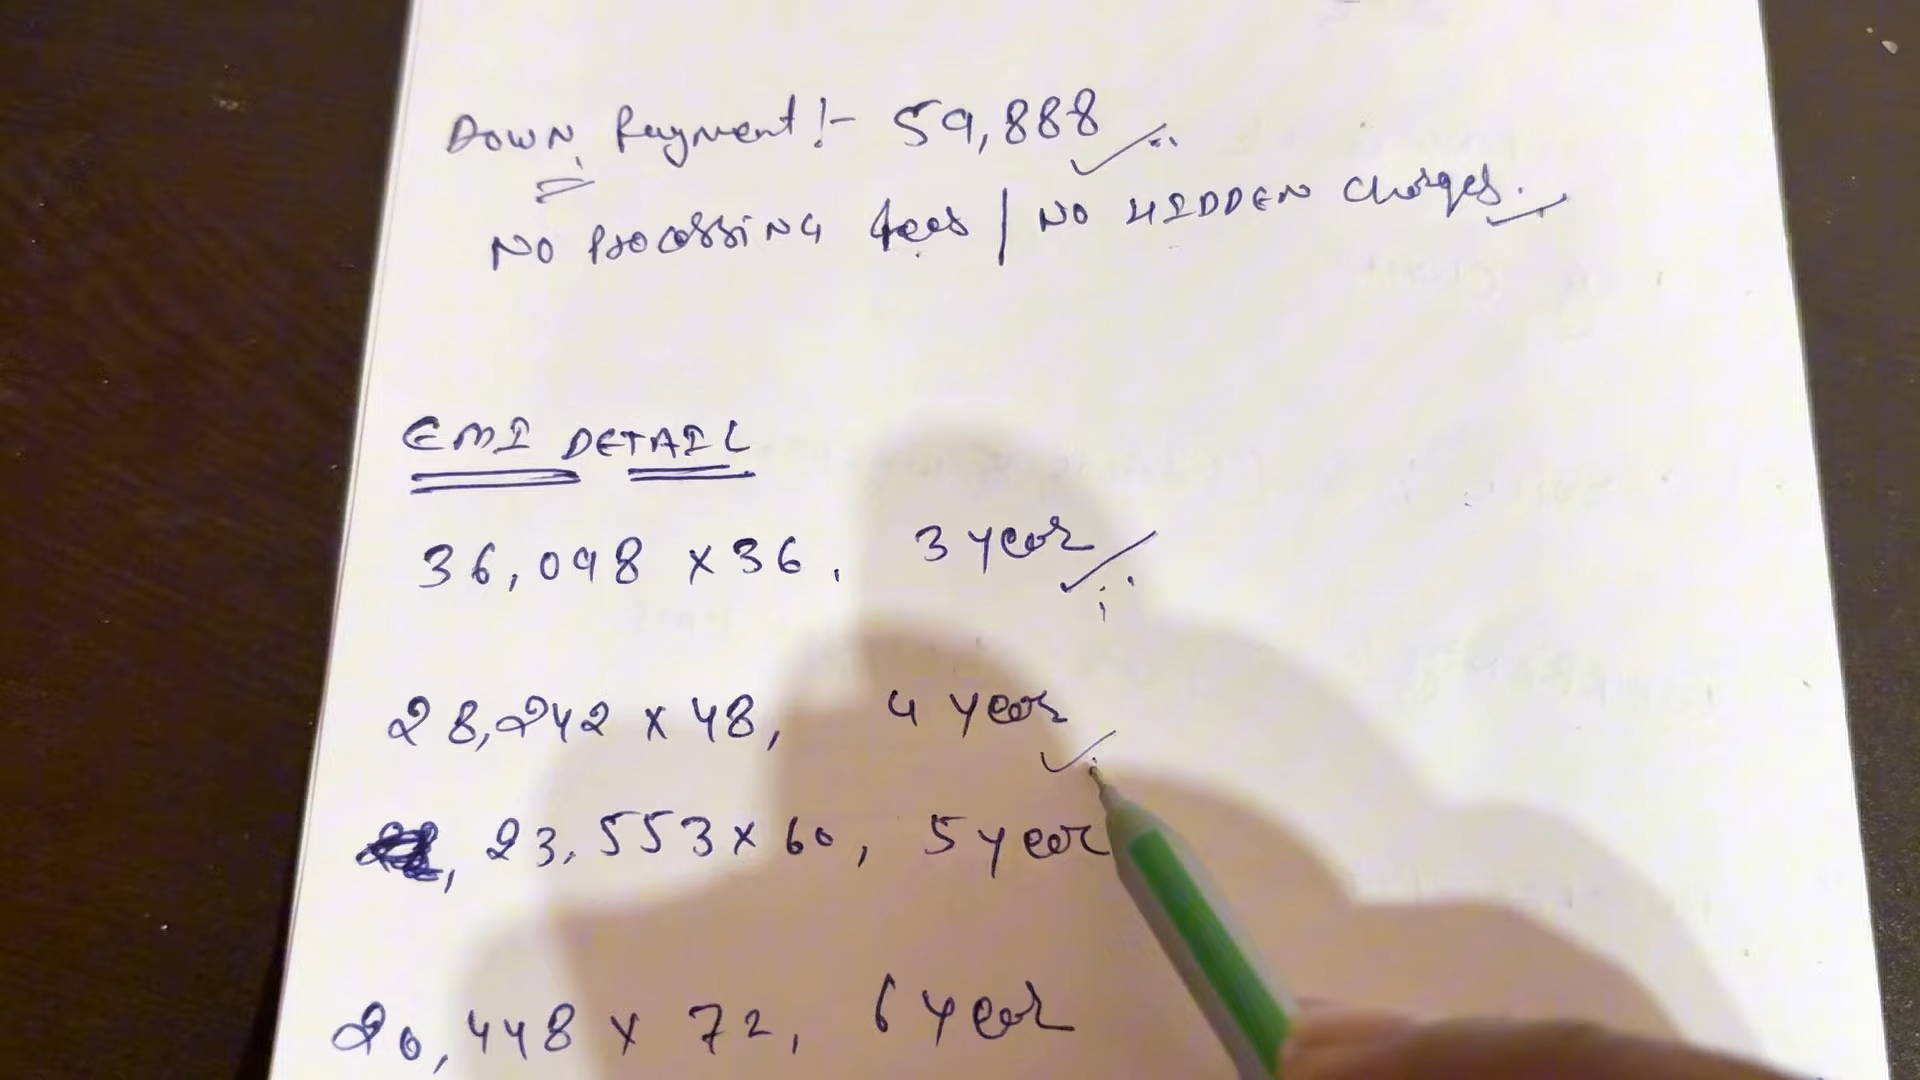 Down Payment:- 59,888
NO Processing fees / NO HIDDEN Charges.
EMI DETAIL
36,098 x 36, 3 year
28,242 x 48, 4 year
23,553 x 60, 5 year
20,448 x 72, 6 year